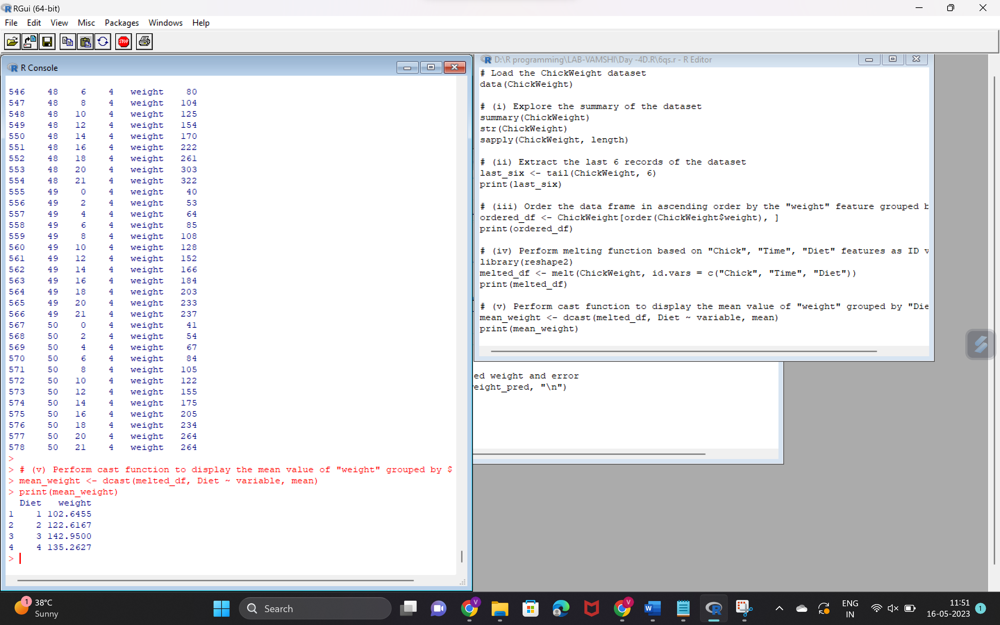 RGui (64-bit)
File Edit View Misc Packages Windows Help
STOP
R Console
546 48 6 4 weight 80
547 48 8 4 weight 104
548 48 10 4 weight 125
549 48 12 4 weight 154
550 48 14 4 weight 170
551 48 16 4 weight 222
552 48 18 4 weight 261
553 48 20 4 weight 303
554 48 21 4 weight 322
555 49 0 4 weight 40
556 49 2 4 weight 53
557 49 4 4 weight 64
558 49 6 4 weight 85
559 49 8 4 weight 108
560 49 10 4 weight 128
561 49 12 4 weight 152
562 49 14 4 weight 166
563 49 16 4 weight 184
564 49 18 4 weight 203
565 49 20 4 weight 233
566 49 21 4 weight 237
567 50 0 4 weight 41
568 50 2 4 weight 54
569 50 4 4 weight 67
570 50 6 4 weight 84
571 50 8 4 weight 105
572 50 10 4 weight 122
573 50 12 4 weight 155
574 50 14 4 weight 175
575 50 16 4 weight 205
576 50 18 4 weight 234
577 50 20 4 weight 264
578 50 21 4 weight 264
>
> # (v) Perform cast function to display the mean value of "weight" grouped by $
> mean_weight <- dcast(melted_df, Diet ~ variable, mean)
> print(mean_weight)
Diet weight
1 1 102.6455
2 2 122.6167
3 3 142.9500
4 4 135.2627
>
D:\R programming\LAB-VAMSHI\Day -4D.R\6qs.r - R Editor
# Load the ChickWeight dataset
data(ChickWeight)
# (i) Explore the summary of the dataset
summary(ChickWeight)
str(ChickWeight)
sapply(ChickWeight, length)
# (ii) Extract the last 6 records of the dataset
last_six <- tail(ChickWeight, 6)
print(last_six)
# (iii) Order the data frame in ascending order by the "weight" feature grouped b
ordered_df <- ChickWeight[order(ChickWeight$weight), ]
print(ordered_df)
# (iv) Perform melting function based on "Chick", "Time", "Diet" features as ID v
library(reshape2)
melted_df <- melt(ChickWeight, id.vars = c("Chick", "Time", "Diet"))
print(melted_df)
# (v) Perform cast function to display the mean value of "weight" grouped by "Die
mean_weight <- dcast(melted_df, Diet ~ variable, mean)
print(mean_weight)
ed weight and error
eight_pred, "\n")
1
38°C
Sunny
Search
V
V
W
R
ENG
IN
11:51
16-05-2023
1